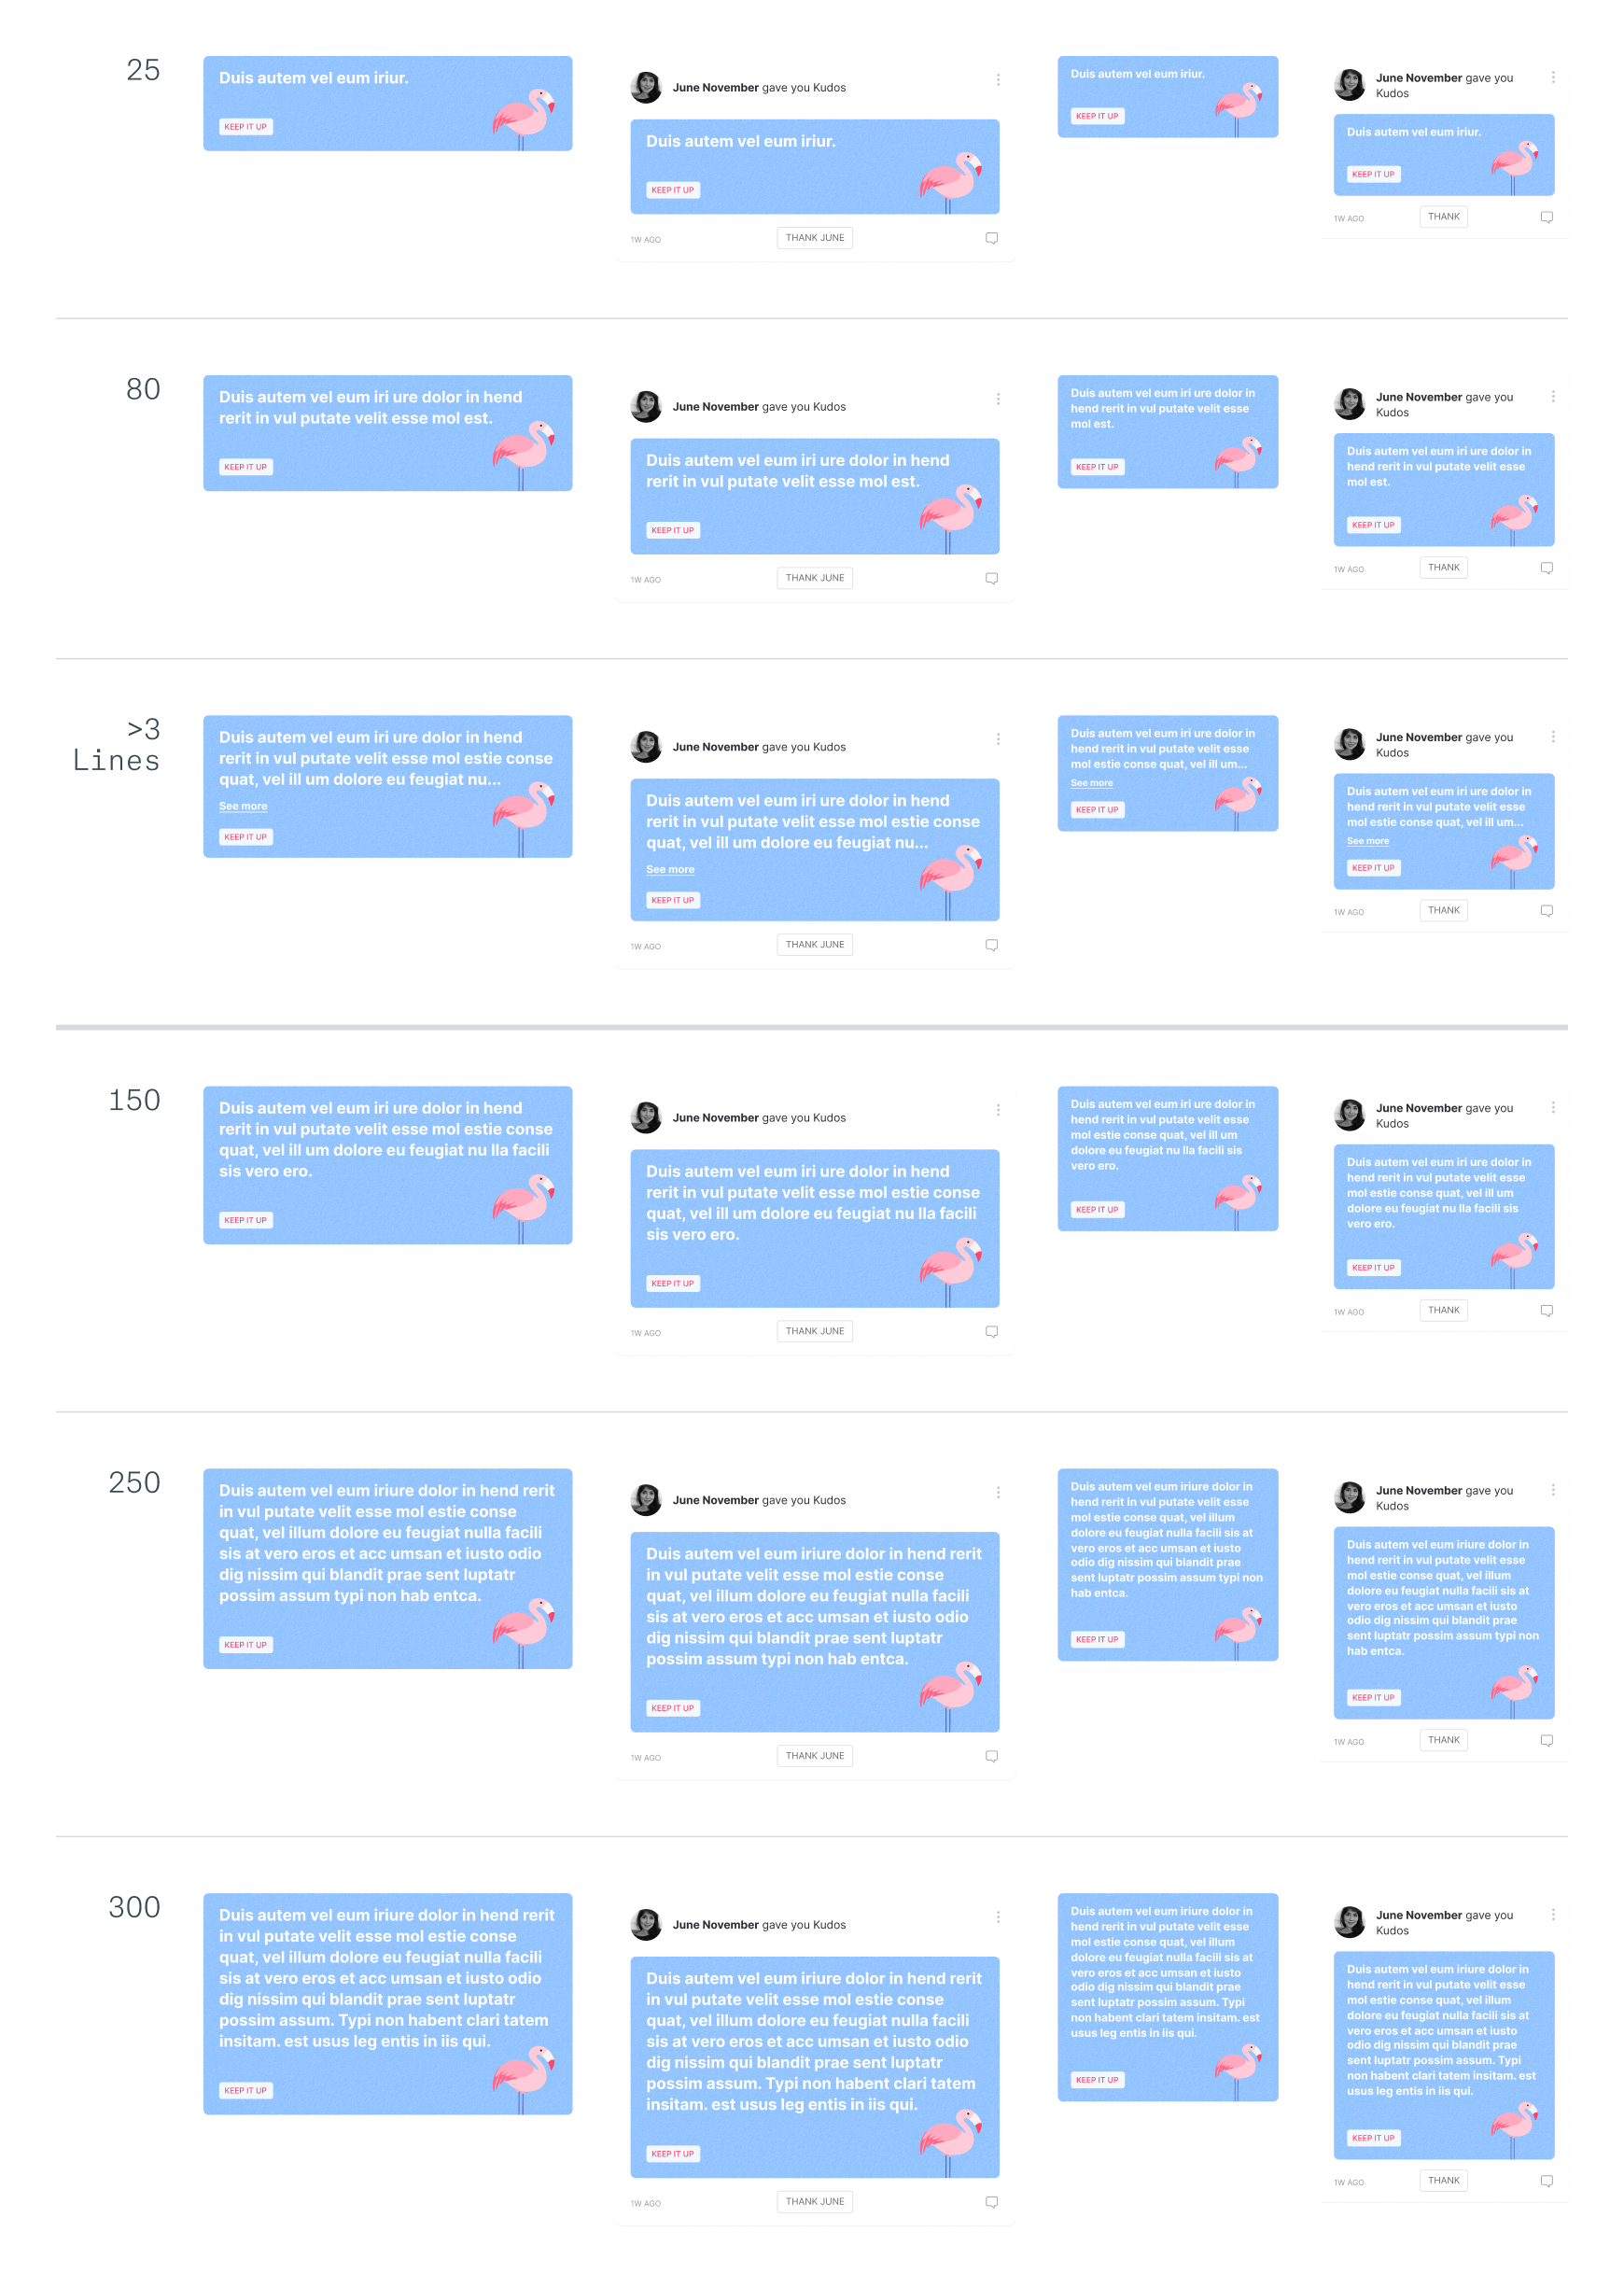 25
Duis autem vel eum iriur.
KEEP IT UP
June November gave you Kudos
Duis autem vel eum iriur.
KEEP IT UP
1W AGO
THANK JUNE
Duis autem vel eum iriur.
KEEP IT UP
June November gave you
Kudos
Duis autem vel eum iriur.
KEEP IT UP
1W AGO
THANK
80
Duis autem vel eum iri ure dolor in hend
rerit in vul putate velit esse mol est.
KEEP IT UP
June November gave you Kudos
Duis autem vel eum iri ure dolor in hend
rerit in vul putate velit esse mol est.
KEEP IT UP
1W AGO
THANK JUNE
Duis autem vel eum iri ure dolor in
hend rerit in vul putate velit esse
mol est.
KEEP IT UP
June November gave you
Kudos
Duis autem vel eum iri ure dolor in
hend rerit in vul putate velit esse
mol est.
KEEP IT UP
1W AGO
THANK
>3
Lines
Duis autem vel eum iri ure dolor in hend
rerit in vul putate velit esse mol estie conse
quat, vel ill um dolore eu feugiat nu...
See more
KEEP IT UP
June November gave you Kudos
Duis autem vel eum iri ure dolor in hend
rerit in vul putate velit esse mol estie conse
quat, vel ill um dolore eu feugiat nu...
See more
KEEP IT UP
1W AGO
THANK JUNE
Duis autem vel eum iri ure dolor in
hend rerit in vul putate velit esse
mol estie conse quat, vel ill um...
See more
KEEP IT UP
June November gave you
Kudos
Duis autem vel eum iri ure dolor in
hend rerit in vul putate velit esse
mol estie conse quat, vel ill um...
See more
KEEP IT UP
1W AGO
THANK
150
Duis autem vel eum iri ure dolor in hend
rerit in vul putate velit esse mol estie conse
quat, vel ill um dolore eu feugiat nu lla facili
sis vero ero.
KEEP IT UP
June November gave you Kudos
Duis autem vel eum iri ure dolor in hend
rerit in vul putate velit esse mol estie conse
quat, vel ill um dolore eu feugiat nu lla facili
sis vero ero.
KEEP IT UP
1W AGO
THANK JUNE
Duis autem vel eum iri ure dolor in
hend rerit in vul putate velit esse
mol estie conse quat, vel ill um
dolore eu feugiat nu lla facili sis
vero ero.
KEEP IT UP
June November gave you
Kudos
Duis autem vel eum iri ure dolor in
hend rerit in vul putate velit esse
mol estie conse quat, vel ill um
dolore eu feugiat nu lla facili sis
vero ero.
KEEP IT UP
1W AGO
THANK
250
Duis autem vel eum iriure dolor in hend rerit
in vul putate velit esse mol estie conse
quat, vel illum dolore eu feugiat nulla facili
sis at vero eros et acc umsan et iusto odio
dig nissim qui blandit prae sent luptatr
possim assum typi non hab entca.
KEEP IT UP
June November gave you Kudos
Duis autem vel eum iriure dolor in hend rerit
in vul putate velit esse mol estie conse
quat, vel illum dolore eu feugiat nulla facili
sis at vero eros et acc umsan et iusto odio
dig nissim qui blandit prae sent luptatr
possim assum typi non hab entca.
KEEP IT UP
1W AGO
THANK JUNE
Duis autem vel eum iriure dolor in
hend rerit in vul putate velit esse
mol estie conse quat, vel illum
dolore eu feugiat nulla facili sis at
vero eros et acc umsan et iusto
odio dig nissim qui blandit prae
sent luptatr possim assum typi non
hab entca.
KEEP IT UP
June November gave you
Kudos
Duis autem vel eum iriure dolor in
hend rerit in vul putate velit esse
mol estie conse quat, vel illum
dolore eu feugiat nulla facili sis at
vero eros et acc umsan et iusto
odio dig nissim qui blandit prae
sent luptatr possim assum typi non
hab entca.
KEEP IT UP
1W AGO
THANK
300
Duis autem vel eum iriure dolor in hend rerit
in vul putate velit esse mol estie conse
quat, vel illum dolore eu feugiat nulla facili
sis at vero eros et acc umsan et iusto odio
dig nissim qui blandit prae sent luptatr
possim assum. Typi non habent clari tatem
insitam. est usus leg entis in iis qui.
KEEP IT UP
June November gave you Kudos
Duis autem vel eum iriure dolor in hend rerit
in vul putate velit esse mol estie conse
quat, vel illum dolore eu feugiat nulla facili
sis at vero eros et acc umsan et iusto odio
dig nissim qui blandit prae sent luptatr
possim assum. Typi non habent clari tatem
insitam. est usus leg entis in iis qui.
KEEP IT UP
1W AGO
THANK JUNE
Duis autem vel eum iriure dolor in
hend rerit in vul putate velit esse
mol estie conse quat, vel illum
dolore eu feugiat nulla facili sis at
vero eros et acc umsan et iusto
odio dig nissim qui blandit prae
sent luptatr possim assum. Typi
non habent clari tatem insitam. est
usus leg entis in iis qui.
KEEP IT UP
June November gave you
Kudos
Duis autem vel eum iriure dolor in
hend rerit in vul putate velit esse
mol estie conse quat, vel illum
dolore eu feugiat nulla facili sis at
vero eros et acc umsan et iusto
odio dig nissim qui blandit prae
sent luptatr possim assum. Typi
non habent clari tatem insitam. est
usus leg entis in iis qui.
KEEP IT UP
1W AGO
THANK